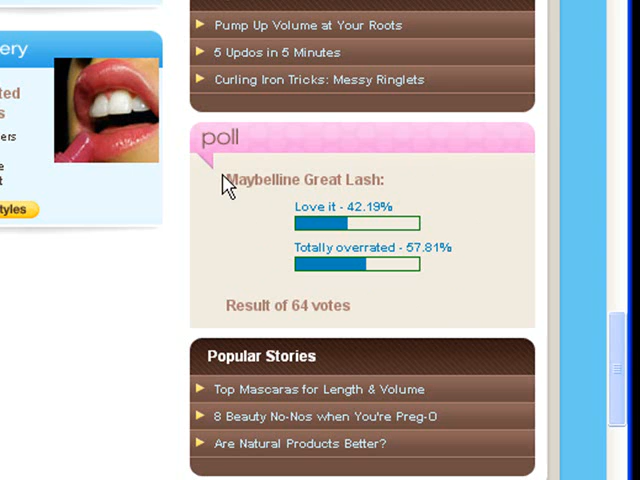 Pump Up Volume at Your Roots
5 Updos in 5 Minutes
Curling Iron Tricks: Messy Ringlets
ery
ted
s
ers
e
t
tyles
poll
Maybelline Great Lash:
Love it - 42.19%
Totally overrated - 57.81%
Result of 64 votes
Popular Stories
Top Mascaras for Length & Volume
8 Beauty No-Nos when You're Preg-O
Are Natural Products Better?